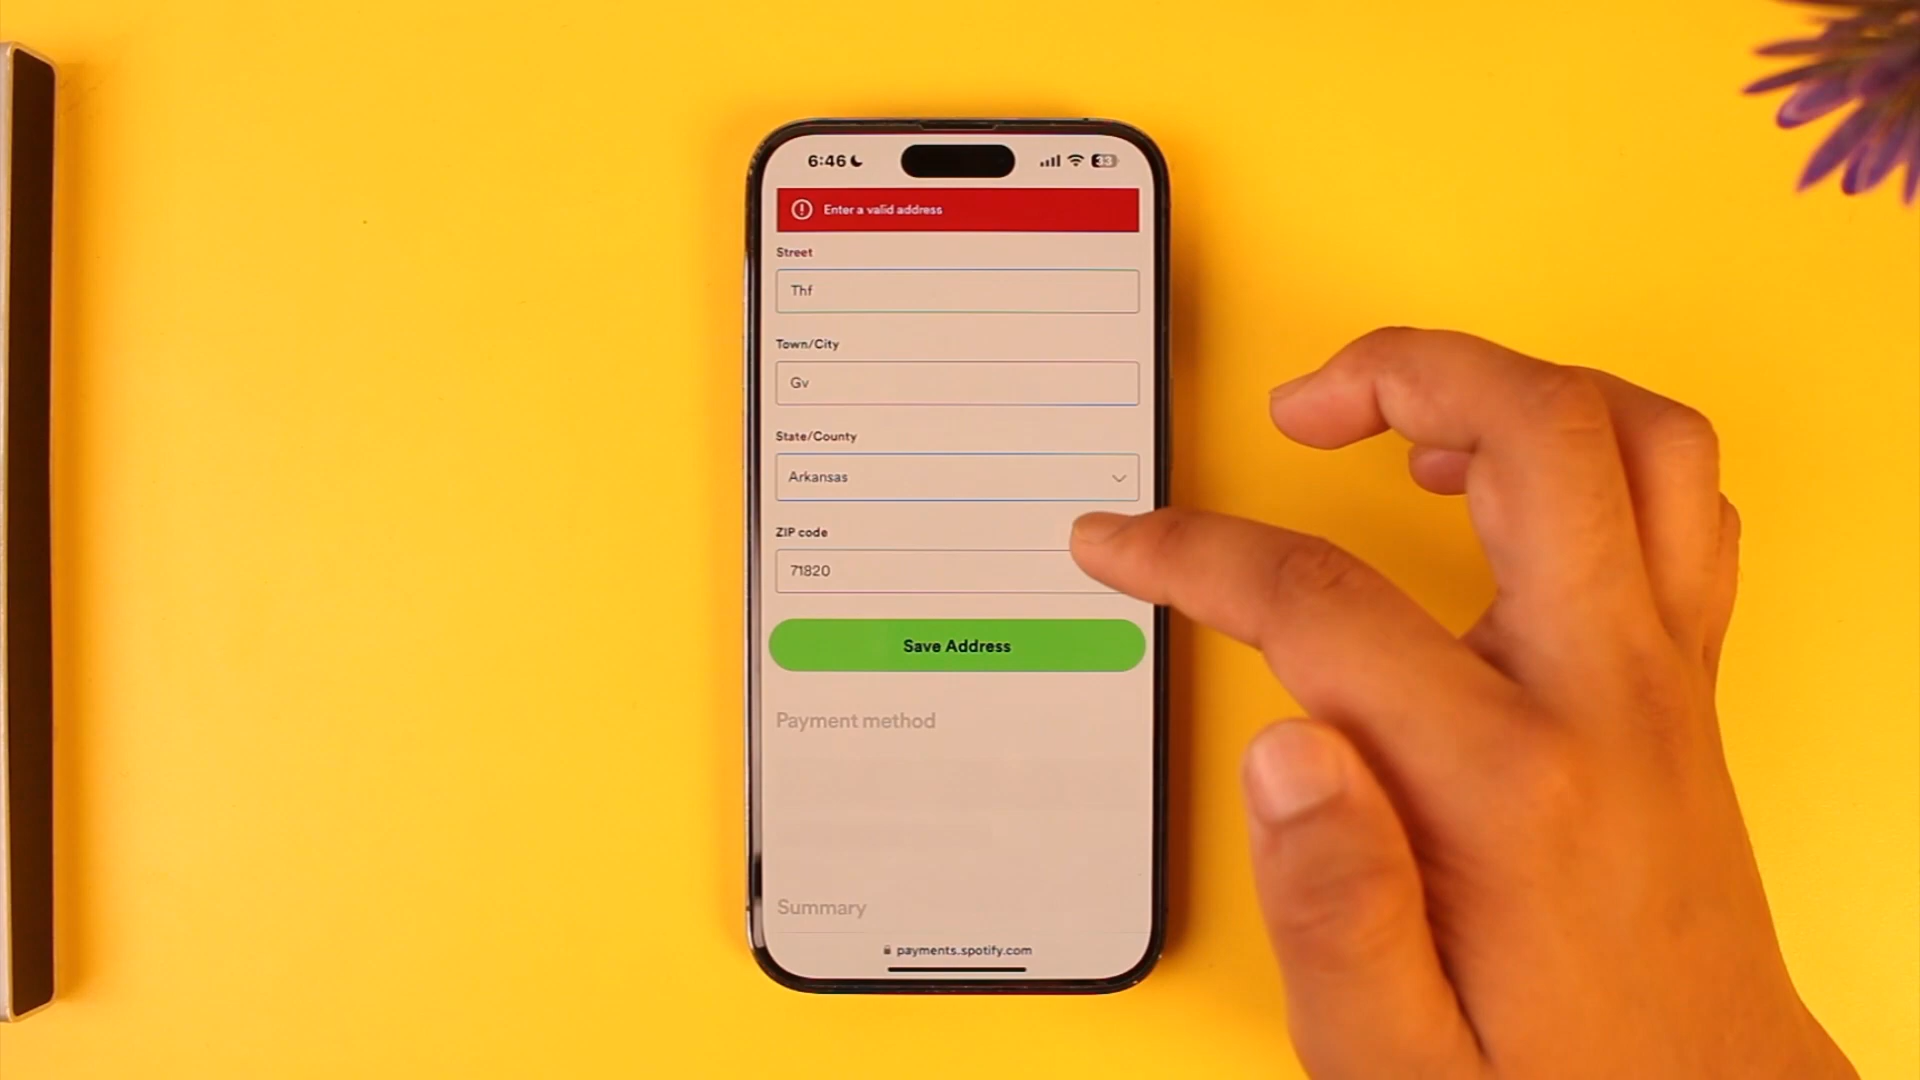 6:46
33
Enter a valid address
Street
Thf
Town/City
Gv
State/County
Arkansas
ZIP code
71820
Save Address
Payment method
Summary
payments.spotify.com